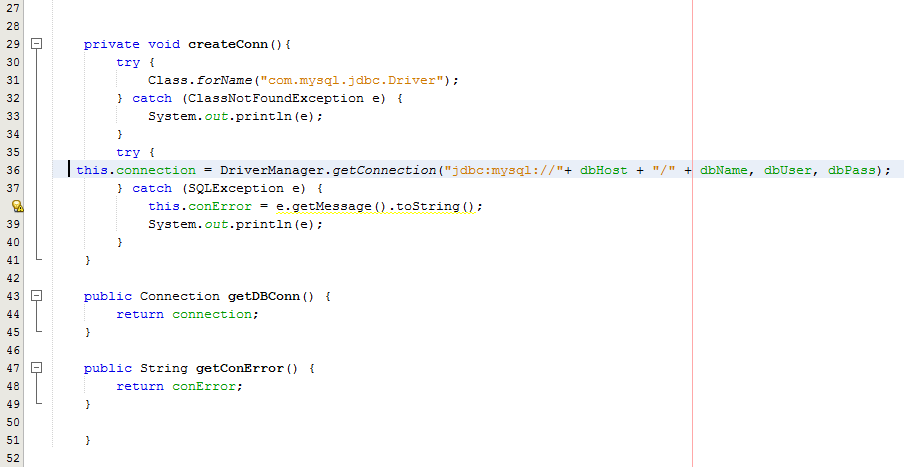 27
28
29 private void createConn(){
30 try {
31 Class.forName("com.mysql.jdbc.Driver");
32 } catch (ClassNotFoundException e) {
33 System.out.println(e);
34 }
35 try {
36 this.connection = DriverManager.getConnection("jdbc:mysql://"+ dbHost + "/" + dbName, dbUser, dbPass);
37 } catch (SQLException e) {
this.conError = e.getMessage().toString();
39 System.out.println(e);
40 }
41 }
42
43 public Connection getDBConn() {
44 return connection;
45 }
46
47 public String getConError() {
48 return conError;
49 }
50
51 }
52